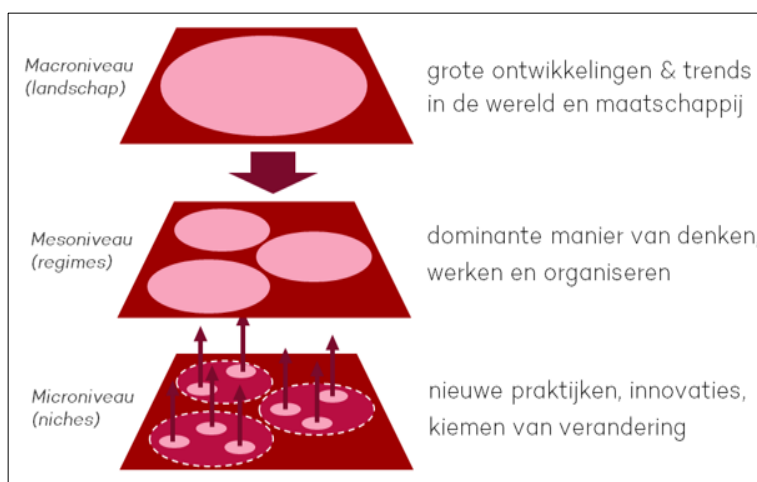 Macroniveau
(landschap)
grote ontwikkelingen & trends
in de wereld en maatschappij
Mesoniveau
(regimes)
dominante manier van denken,
werken en organiseren
Microniveau
(niches)
nieuwe praktijken, innovaties,
kiemen van verandering